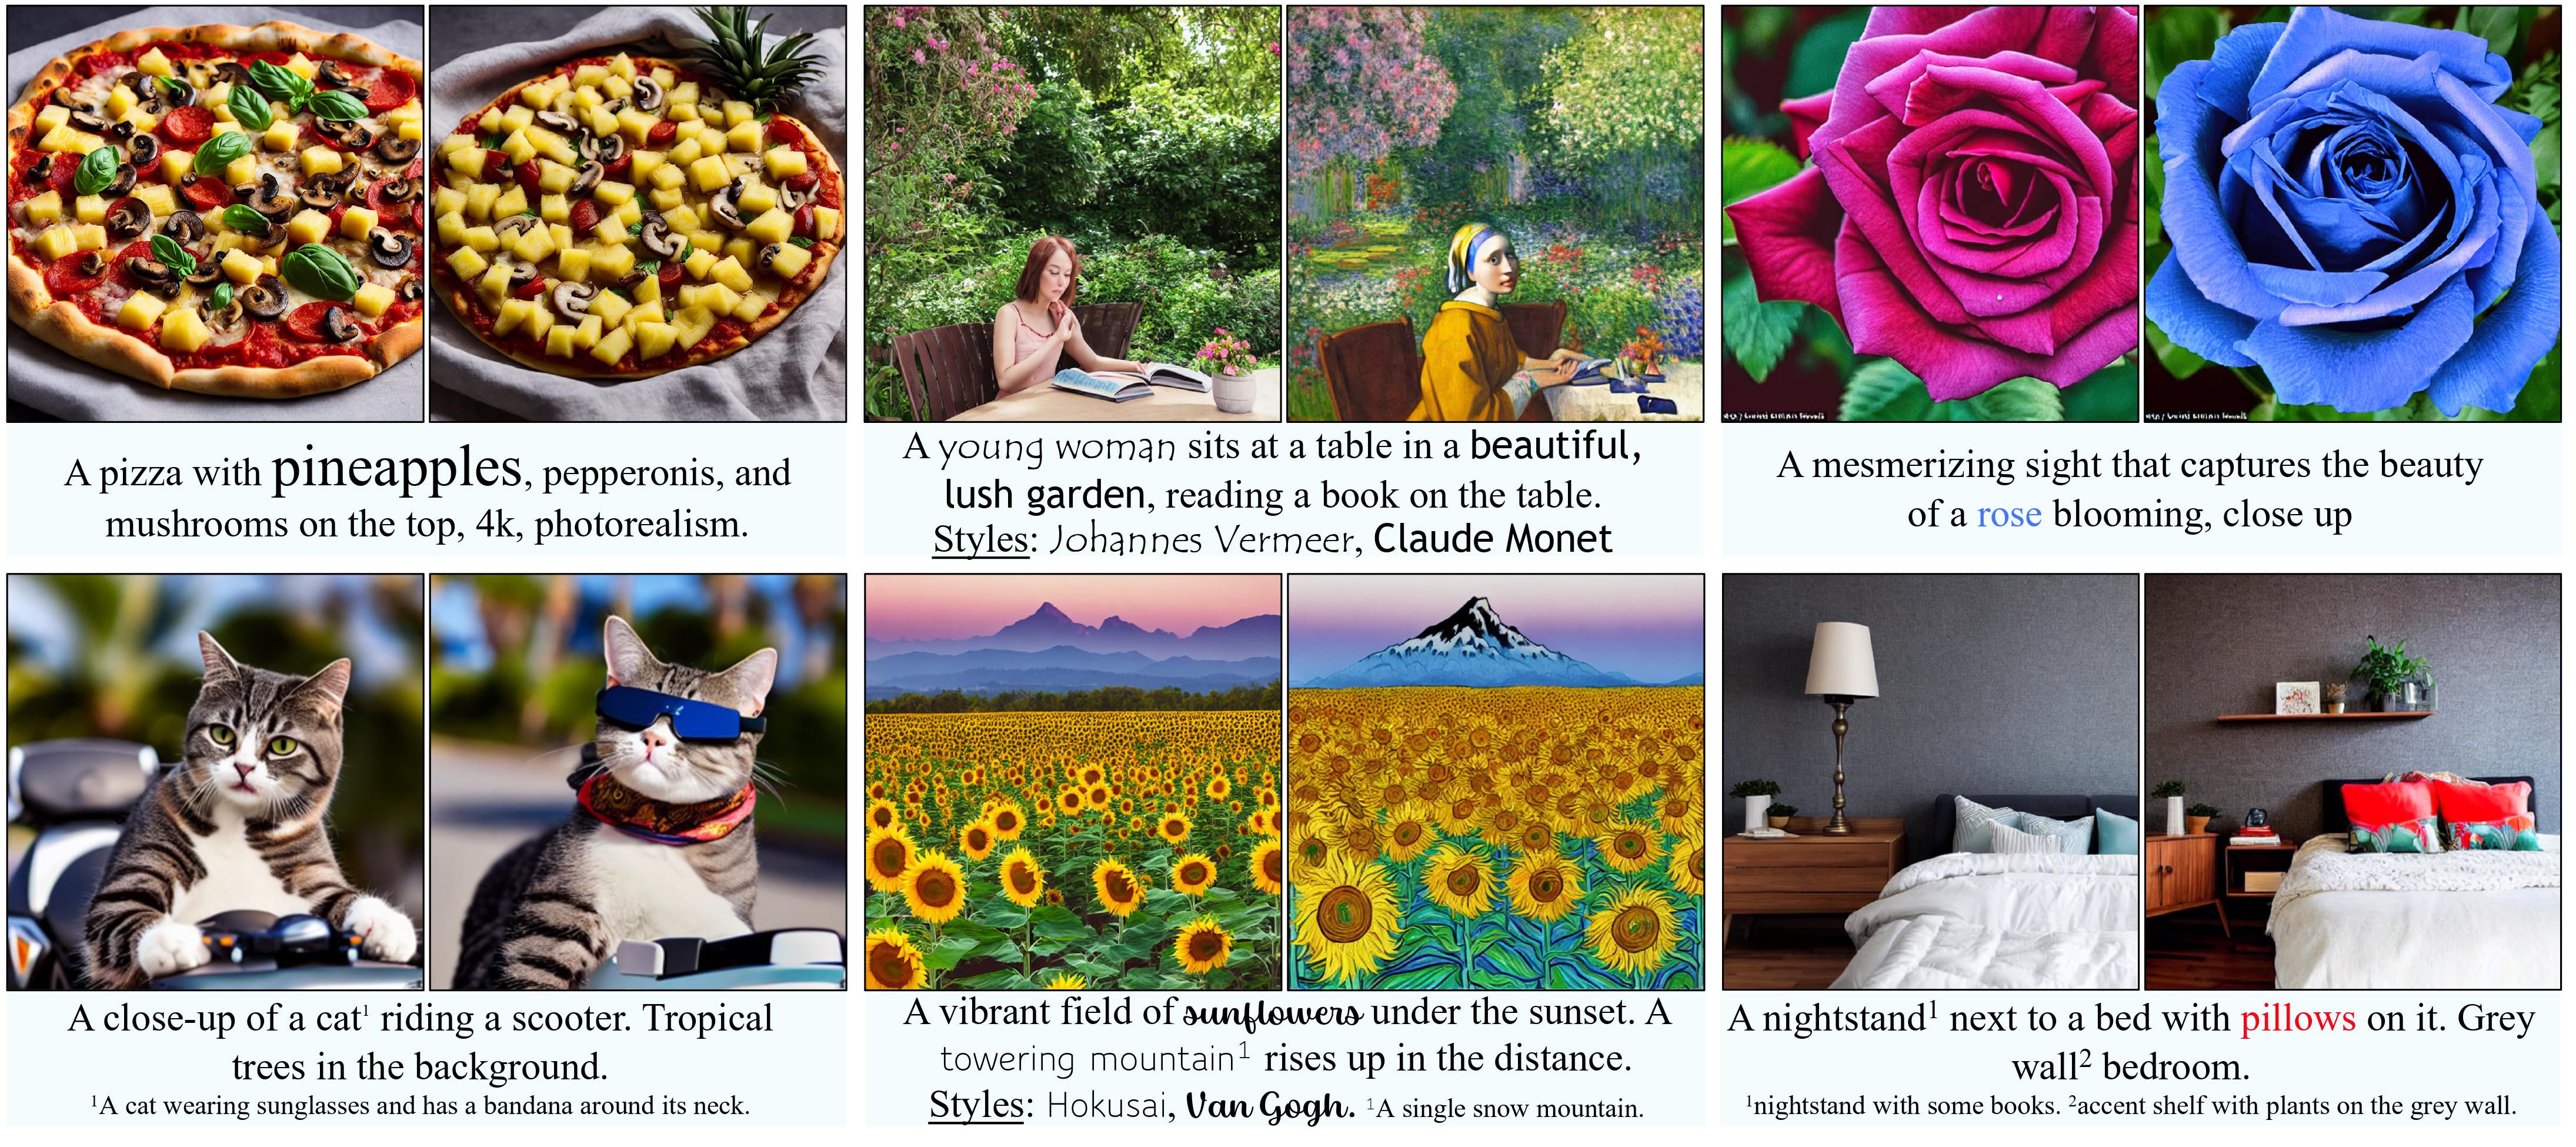 A pizza with pineapples, pepperonis, and
mushrooms on the top, 4k, photorealism.
A young woman sits at a table in a beautiful,
lush garden, reading a book on the table.
Styles: Johannes Vermeer, Claude Monet
A mesmerizing sight that captures the beauty
of a rose blooming, close up
A close-up of a cat¹ riding a scooter. Tropical
trees in the background.
¹A cat wearing sunglasses and has a bandana around its neck.
A vibrant field of sunflowers under the sunset. A
towering mountain¹ rises up in the distance.
Styles: Hokusai, Van Gogh. ¹A single snow mountain.
A nightstand¹ next to a bed with pillows on it. Grey
wall² bedroom.
¹nightstand with some books. ²accent shelf with plants on the grey wall.